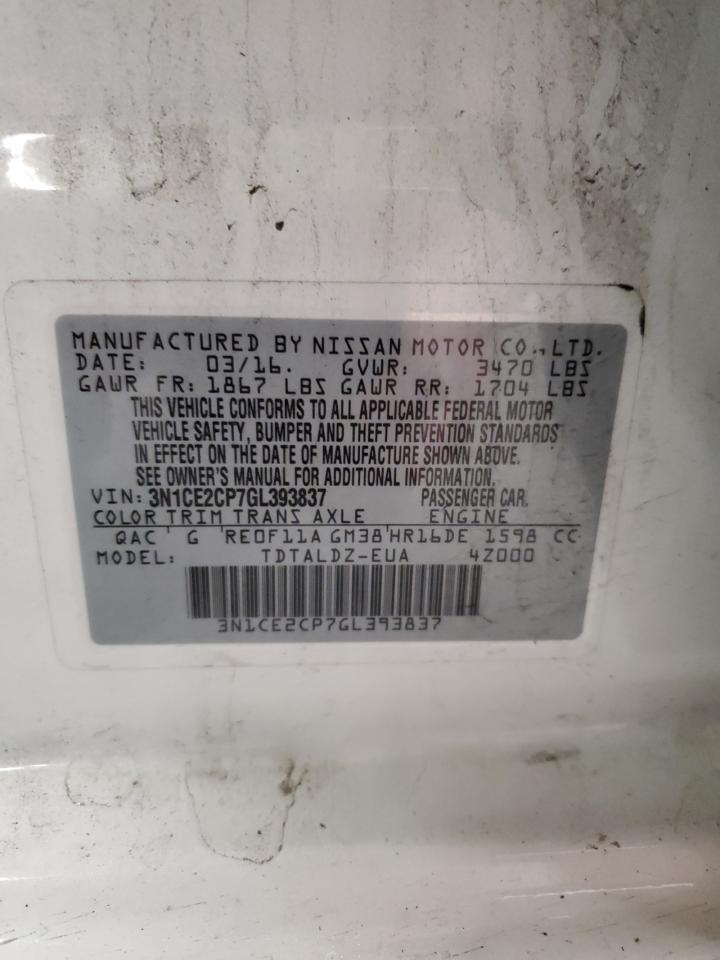 MANUFACTURED BY NISSAN MOTOR CO., LTD.
DATE: 03/16. GVWR: 3470 LBS
GAWR FR: 1867 LBS GAWR RR: 1704 LBS
THIS VEHICLE CONFORMS TO ALL APPLICABLE FEDERAL MOTOR
VEHICLE SAFETY, BUMPER AND THEFT PREVENTION STANDARDS
IN EFFECT ON THE DATE OF MANUFACTURE SHOWN ABOVE.
SEE OWNER'S MANUAL FOR ADDITIONAL INFORMATION.
VIN: 3N1CE2CP7GL393837 PASSENGER CAR.
COLOR TRIM TRANS AXLE ENGINE
QAC G RE0F11A GM38 HR16DE 1598 CC
MODEL: TDTALDZ-EUA 4Z000
3N1CE2CP7GL393837